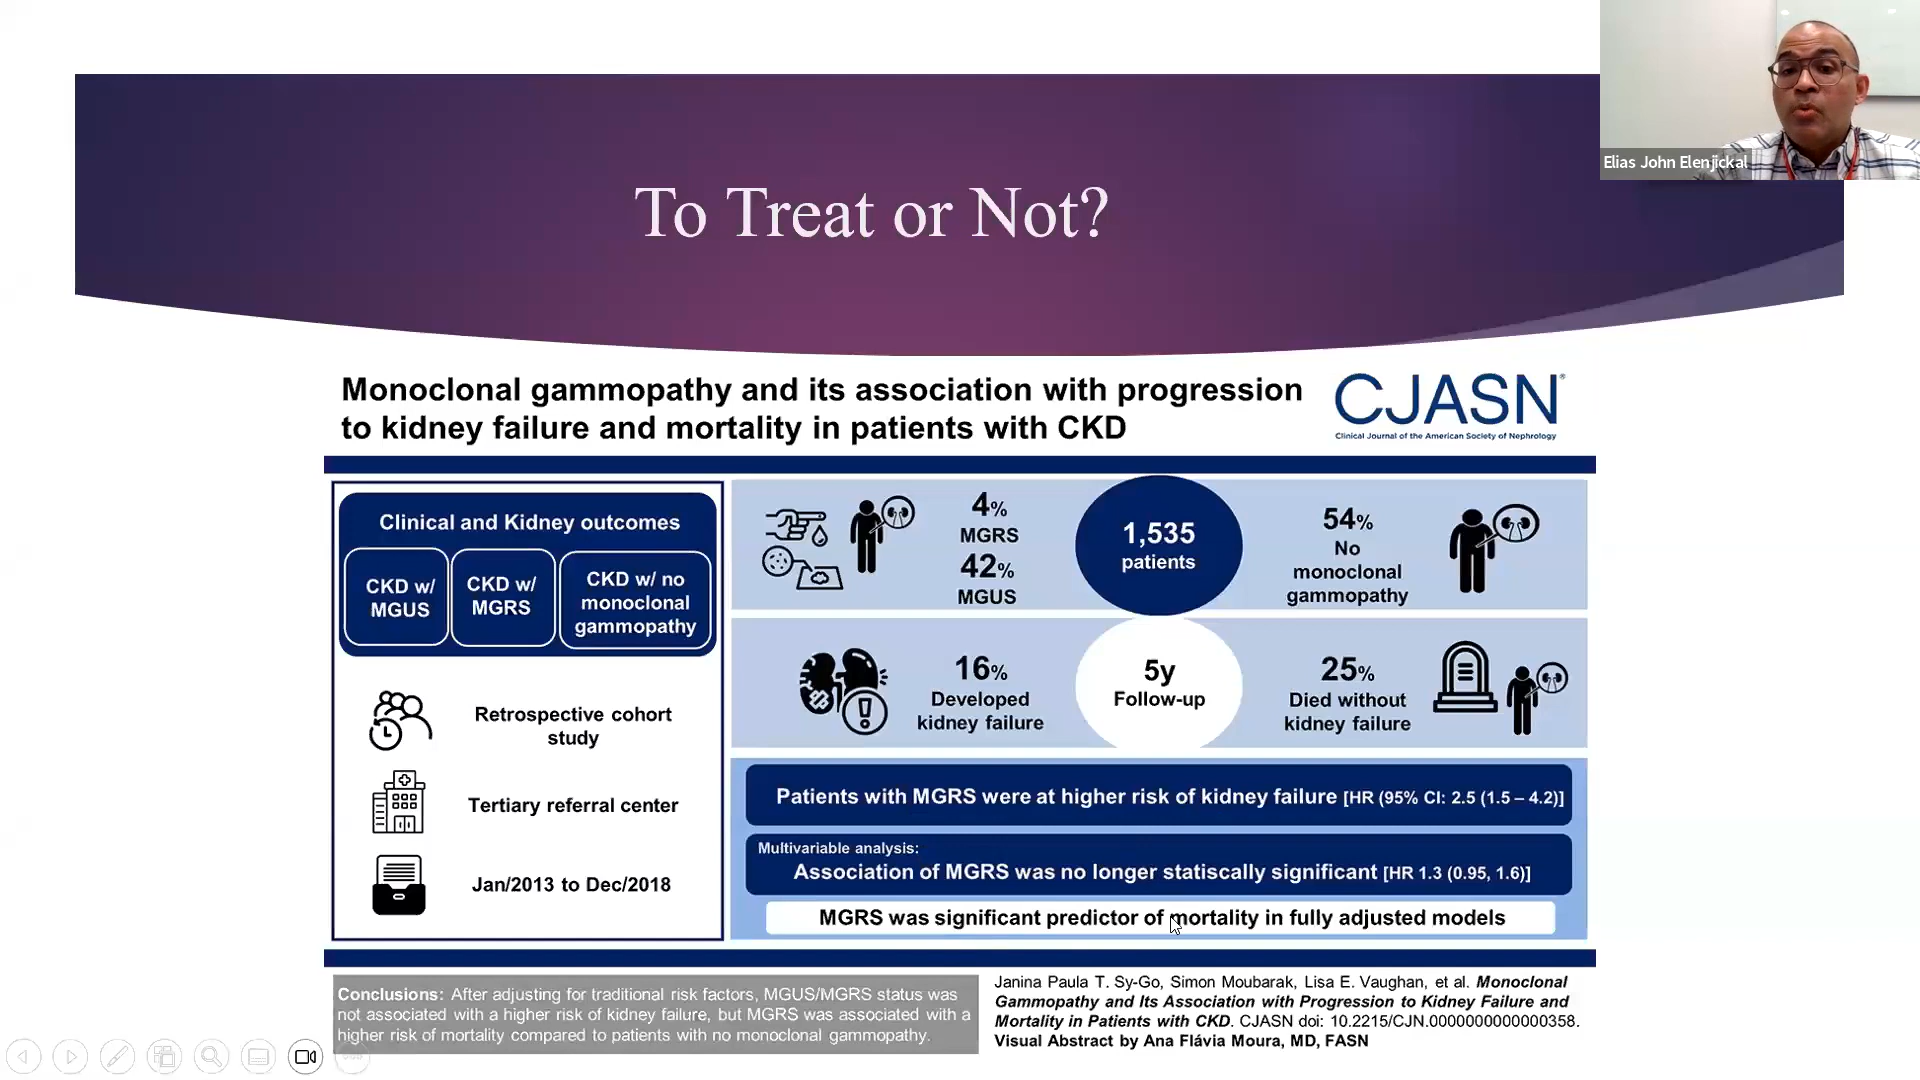 Elias John Elenjickal
To Treat or Not?
Monoclonal gammopathy and its association with progression
to kidney failure and mortality in patients with CKD
CJASN®
Clinical Journal of the American Society of Nephrology
Clinical and Kidney outcomes
CKD w/
MGUS
CKD w/
MGRS
CKD w/ no
monoclonal
gammopathy
Retrospective cohort
study
Tertiary referral center
Jan/2013 to Dec/2018
4%
MGRS
42%
MGUS
1,535
patients
54%
No
monoclonal
gammopathy
16%
Developed
kidney failure
5y
Follow-up
25%
Died without
kidney failure
Patients with MGRS were at higher risk of kidney failure [HR (95% CI: 2.5 (1.5 – 4.2)]
Multivariable analysis:
Association of MGRS was no longer statiscally significant [HR 1.3 (0.95, 1.6)]
MGRS was significant predictor of mortality in fully adjusted models
Conclusions: After adjusting for traditional risk factors, MGUS/MGRS status was
not associated with a higher risk of kidney failure, but MGRS was associated with a
higher risk of mortality compared to patients with no monoclonal gammopathy.
Janina Paula T. Sy-Go, Simon Moubarak, Lisa E. Vaughan, et al. Monoclonal
Gammopathy and Its Association with Progression to Kidney Failure and
Mortality in Patients with CKD. CJASN doi: 10.2215/CJN.0000000000000358.
Visual Abstract by Ana Flávia Moura, MD, FASN